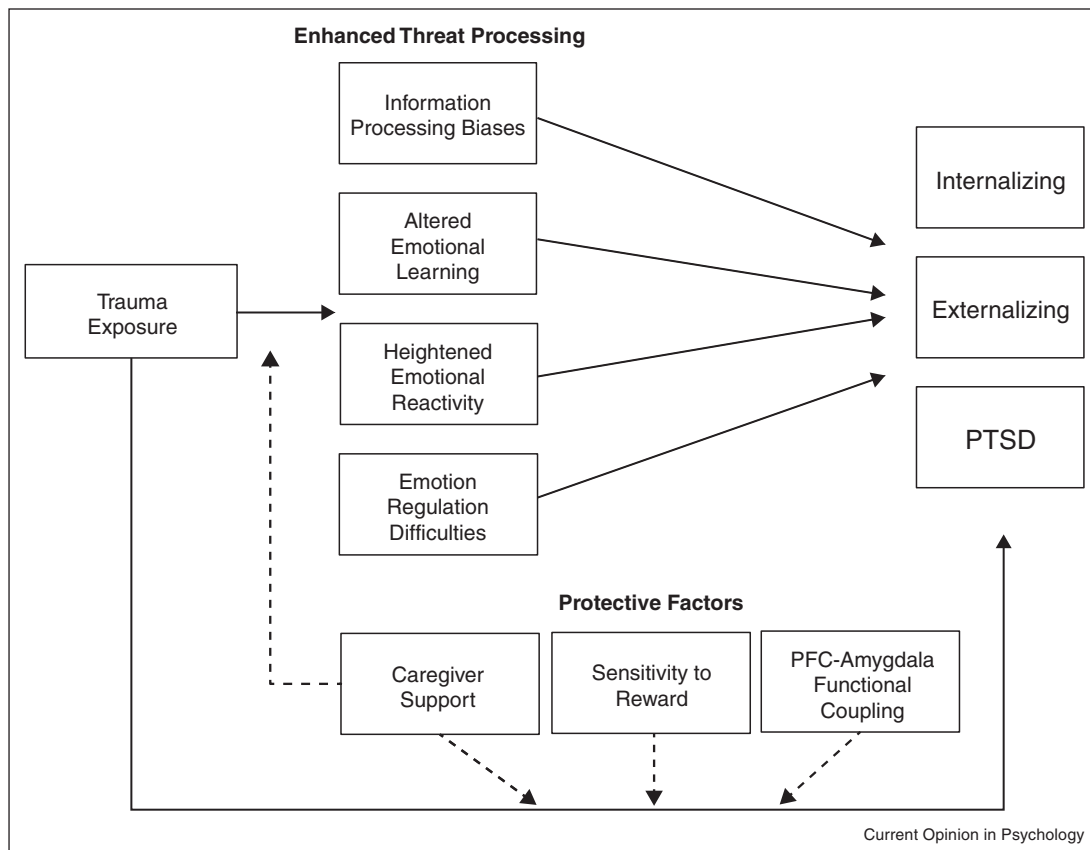 Enhanced Threat Processing
Information
Processing Biases
Altered
Emotional
Learning
Heightened
Emotional
Reactivity
Emotion
Regulation
Difficulties
Trauma
Exposure
Internalizing
Externalizing
PTSD
Protective Factors
Caregiver
Support
Sensitivity to
Reward
PFC-Amygdala
Functional
Coupling
Current Opinion in Psychology